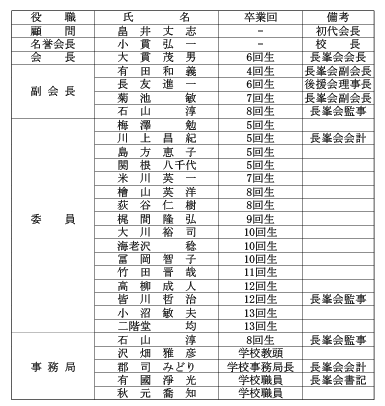 役　職 氏　　　名 卒業回 備考
顧　問 畠　井　丈　志 － 初代会長
名誉会長 小　貫　弘　一 － 校　　長
会　長 大　貫　茂　男 6回生 長峯会会長
副　会　長 有　田　和　義 4回生 長峯会副会長
長　友　進　一 6回生 後援会理事長
菊　池　　　敏 7回生 長峯会副会長
委　　員 石　山　　　淳 8回生 長峯会監事
梅　澤　　　勉 5回生
川　上　昌　紀 5回生 長峯会会計
島　方　恵　子 5回生
関　根　八千代 5回生
米　川　英　一 7回生
檜　山　英　洋 8回生
荻　谷　仁　樹 8回生
梶　間　隆　弘 9回生
大　川　裕　司 10回生
海老沢　　　稔 10回生
冨　岡　智　子 10回生
竹　田　晋　哉 11回生
高　柳　成　人 12回生
皆　川　哲　治 12回生 長峯会監事
小　沼　敏　夫 13回生
二階堂　　　均 13回生
事　務　局 石　山　　　淳 8回生 長峯会監事
沢　畑　雅　彦 学校教頭
郡　司　みどり 学校事務局長 長峯会会計
有　國　淨　光 学校職員 長峯会書記
秋　元　喬　知 学校職員